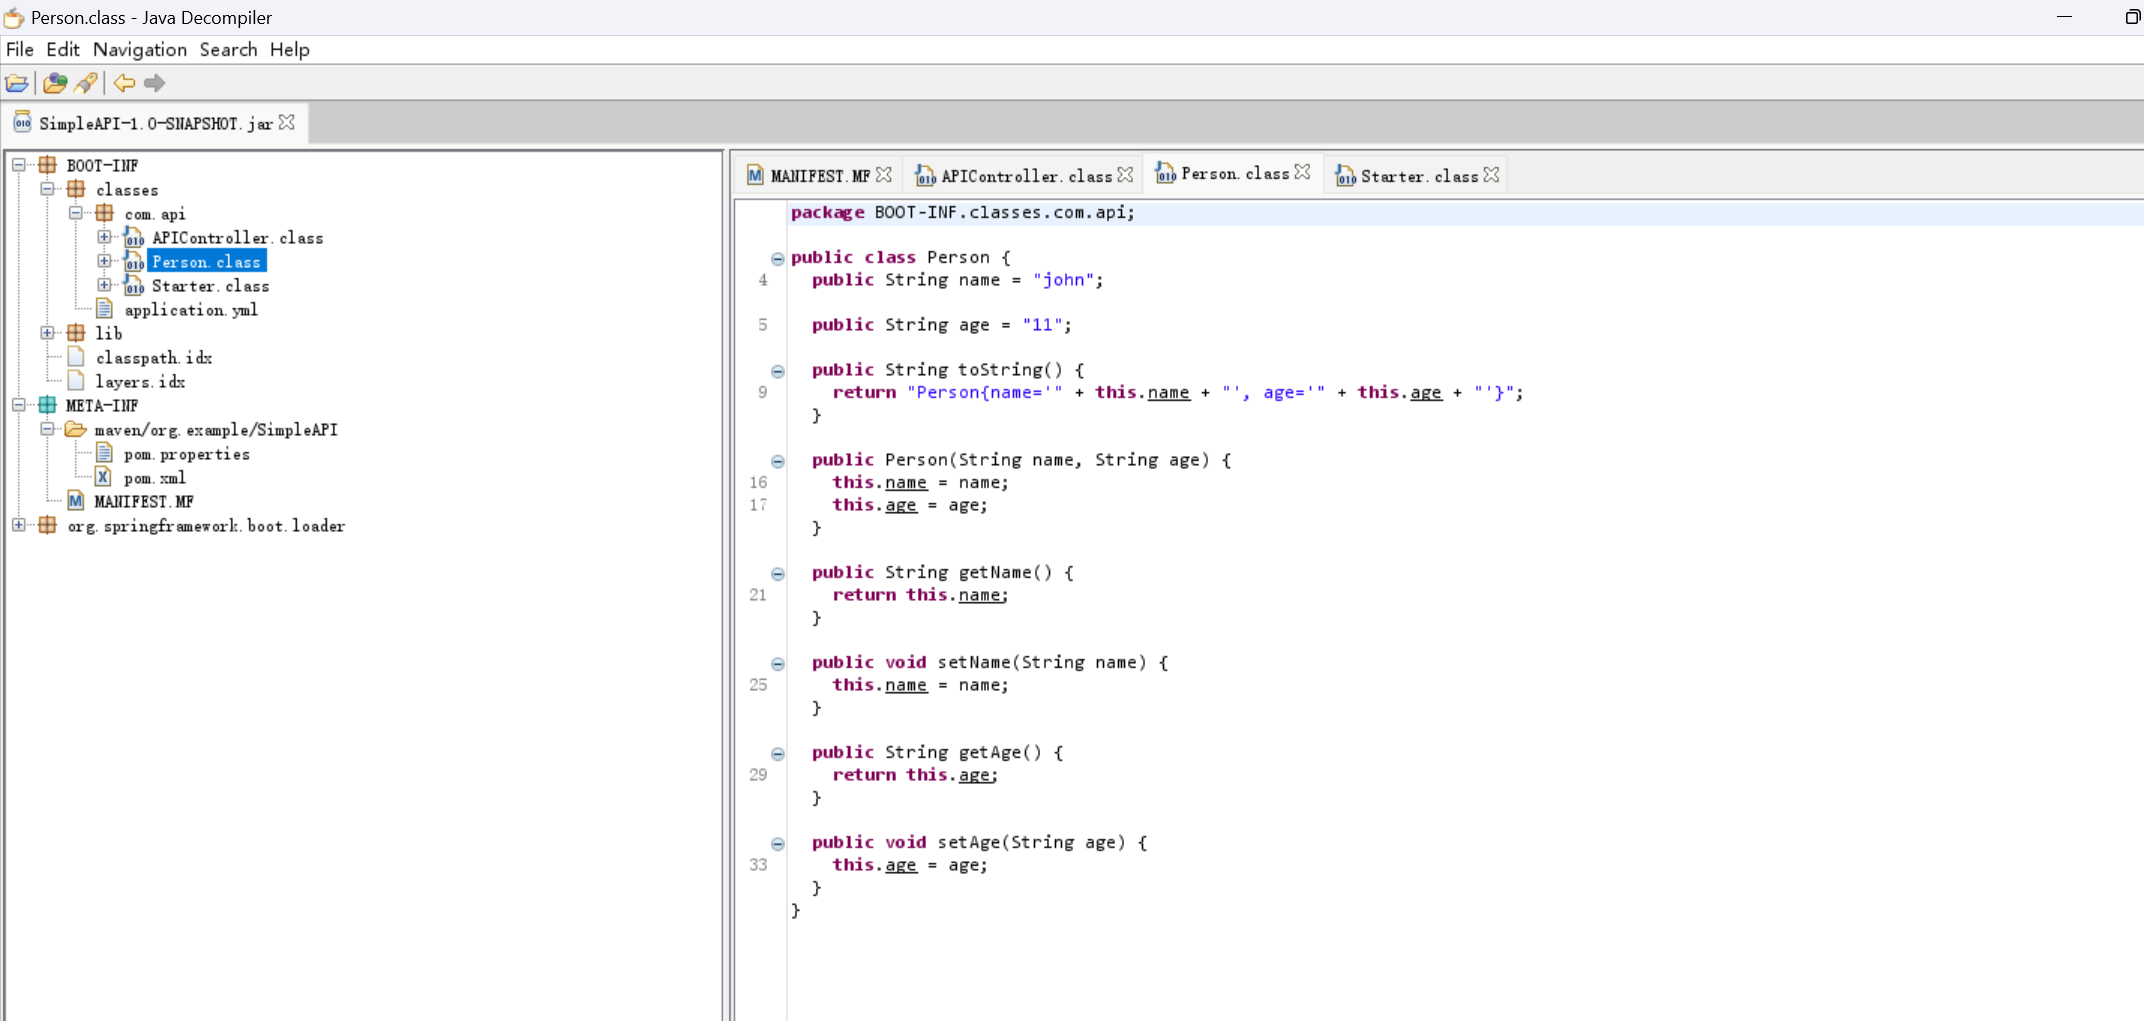 Person.class - Java Decompiler
File Edit Navigation Search Help
SimpleAPI-1.0-SNAPSHOT.jar
BOOT-INF
classes
com.api
APIController.class
Person.class
Starter.class
application.yml
lib
classpath.idx
layers.idx
META-INF
maven/org.example/SimpleAPI
pom.properties
pom.xml
MANIFEST.MF
org.springframework.boot.loader
MANIFEST.MF APIController.class Person.class Starter.class
package BOOT-INF.classes.com.api;
public class Person {
4 public String name = "john";
5 public String age = "11";
public String toString() {
9 return "Person{name='" + this.name + "', age='" + this.age + "'}";
}
public Person(String name, String age) {
16 this.name = name;
17 this.age = age;
}
public String getName() {
21 return this.name;
}
public void setName(String name) {
25 this.name = name;
}
public String getAge() {
29 return this.age;
}
public void setAge(String age) {
33 this.age = age;
}
}